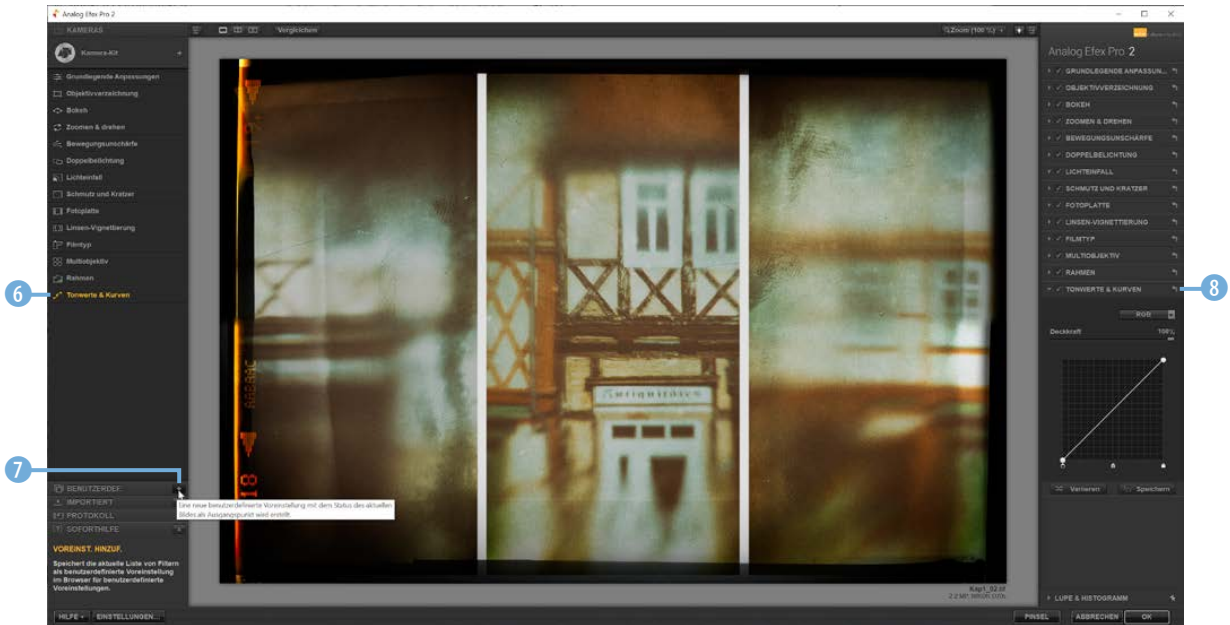 Analog Efex Pro 2
KAMERAS
Vergleichen
Zoom (100 %)
Kamera-Kit
Grundlegende Anpassungen
Objektivverzeichnung
Bokeh
Zoomen & drehen
Bewegungsunschärfe
Doppelbelichtung
Lichteinfall
Schmutz und Kratzer
Fotoplatte
Linsen-Vignettierung
Filmtyp
Multiobjektiv
Rahmen
6 Tonwerte & Kurven
7
BENUTZERDEF.
IMPORTIERT
PROTOKOLL
SOFORTHILFE
Eine neue benutzerdefinierte Voreinstellung mit dem Status des aktuellen
Bildes als Ausgangspunkt wird erstellt.
VOREINST. HINZUF.
Speichert die aktuelle Liste von Filtern
als benutzerdefinierte Voreinstellung
im Browser für benutzerdefinierte
Voreinstellungen.
HILFE
EINSTELLUNGEN...
Antiquitäten
18
Kap1_02.tif
Analog Efex Pro 2
GRUNDLEGENDE ANPASSUN...
OBJEKTIVVERZEICHNUNG
BOKEH
ZOOMEN & DREHEN
BEWEGUNGSUNSCHÄRFE
DOPPELBELICHTUNG
LICHTEINFALL
SCHMUTZ UND KRATZER
FOTOPLATTE
LINSEN-VIGNETTIERUNG
FILMTYP
MULTIOBJEKTIV
RAHMEN
TONWERTE & KURVEN 8
RGB
Deckkraft 100%
Variieren
Speichern
LUPE & HISTOGRAMM
PINSEL
ABBRECHEN
OK